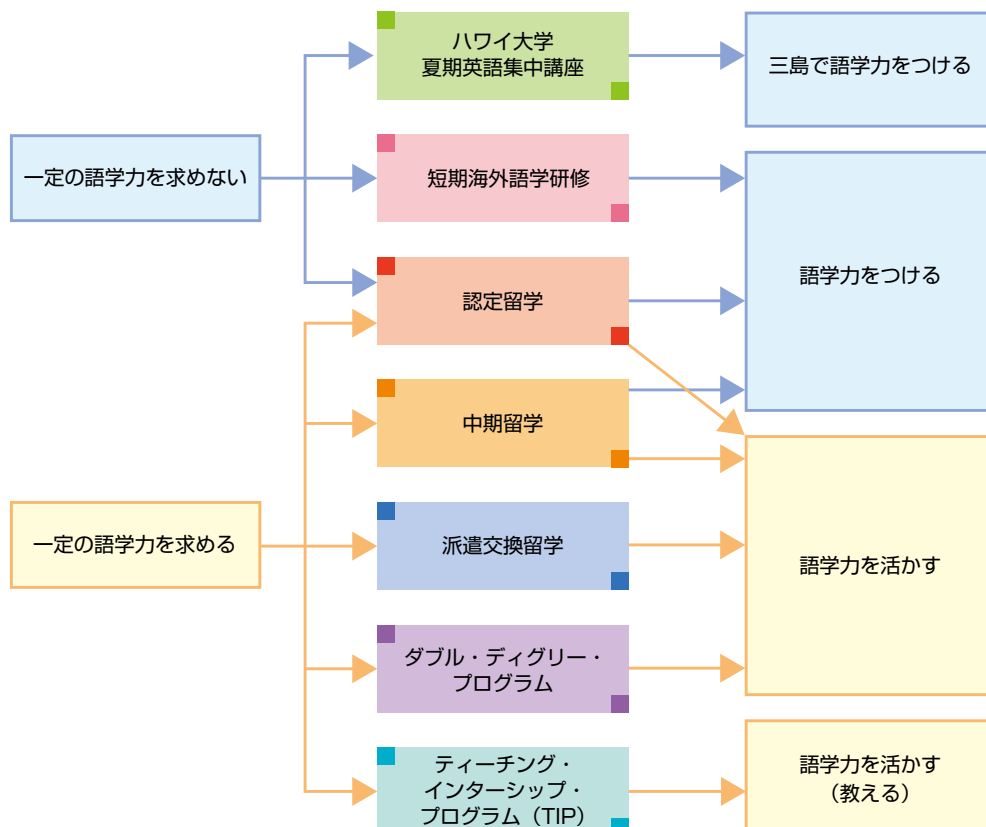 ハワイ大学
夏期英語集中講座
三島で語学力をつける
一定の語学力を求めない
短期海外語学研修
語学力をつける
認定留学
中期留学
一定の語学力を求める
派遣交換留学
語学力を活かす
ダブル・ディグリー・
プログラム
ティーチング・
インターシップ・
プログラム（TIP）
語学力を活かす
（教える）